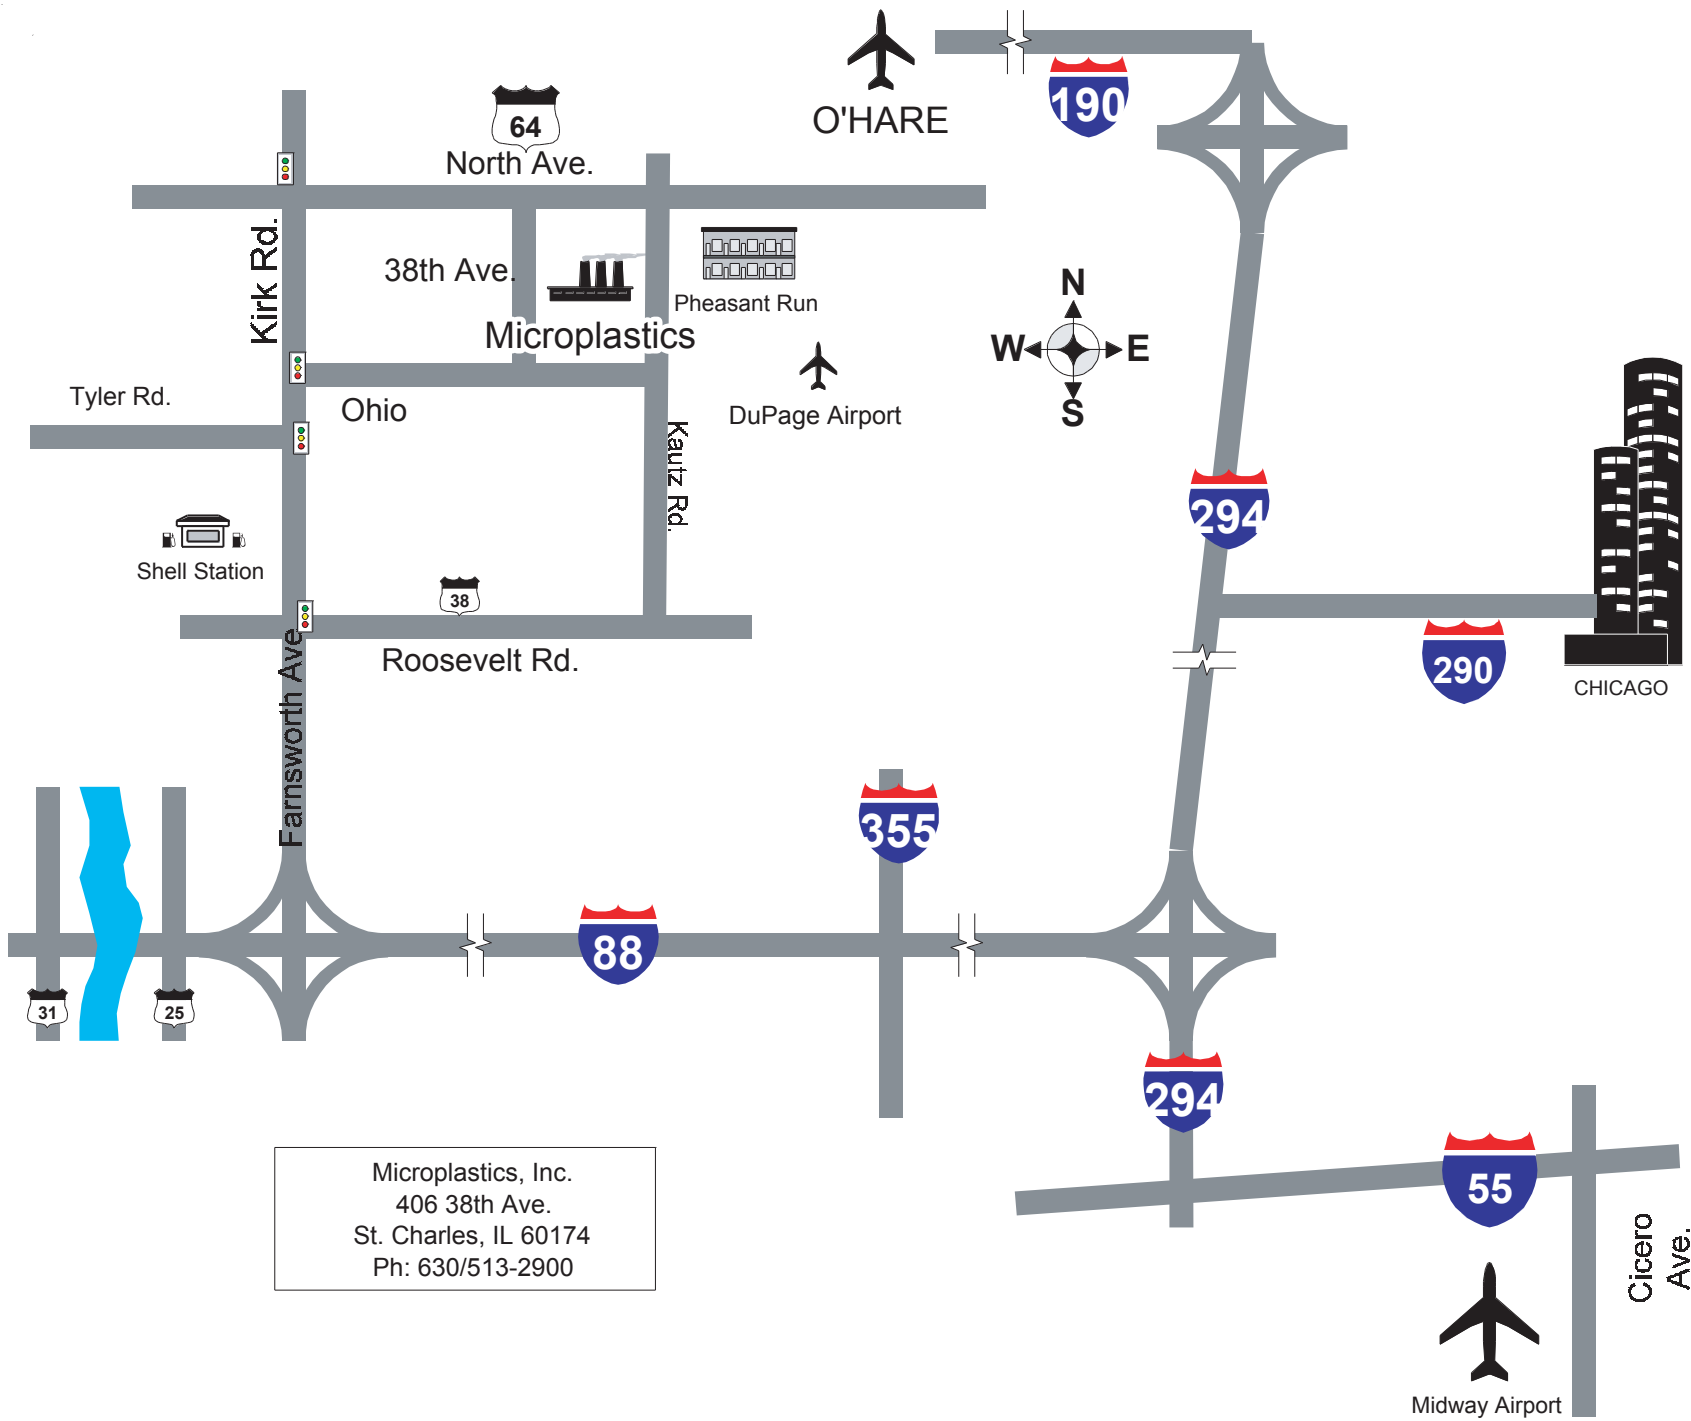 190
O'HARE
64
North Ave.
Kirk Rd.
38th Ave.
Pheasant Run
Microplastics
N
W
E
S
Tyler Rd.
Ohio
DuPage Airport
Kautz Rd.
294
Shell Station
38
Roosevelt Rd.
290
CHICAGO
Farnsworth Ave
355
88
31
25
294
55
Microplastics, Inc.
406 38th Ave.
St. Charles, IL 60174
Ph: 630/513-2900
Cicero
Ave.
Midway Airport